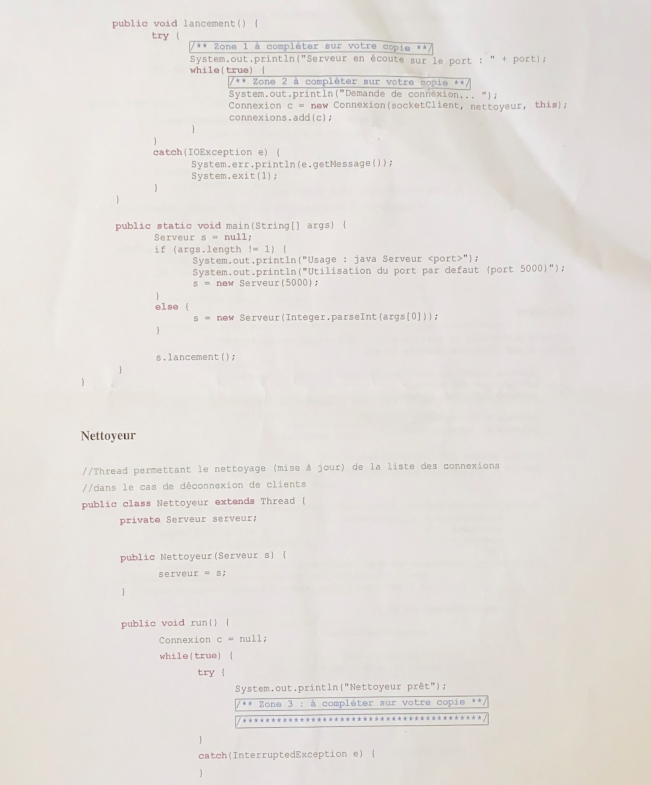 public void lancement() {
try {
/** Zone 1 à compléter sur votre copie **/
System.out.println("Serveur en écoute sur le port : " + port);
while(true) {
/** Zone 2 à compléter sur votre copie **/
System.out.println("Demande de connexion... ");
Connexion c = new Connexion(socketClient, nettoyeur, this);
connexions.add(c);
}
}
catch(IOException e) {
System.err.println(e.getMessage());
System.exit(1);
}
}
public static void main(String[] args) {
Serveur s = null;
if (args.length != 1) {
System.out.println("Usage : java Serveur <port>");
System.out.println("Utilisation du port par defaut (port 5000)");
s = new Serveur(5000);
}
else {
s = new Serveur(Integer.parseInt(args[0]));
}
s.lancement();
}
}
Nettoyeur
//Thread permettant le nettoyage (mise à jour) de la liste des connexions
//dans le cas de déconnexion de clients
public class Nettoyeur extends Thread {
private Serveur serveur;
public Nettoyeur(Serveur s) {
serveur = s;
}
public void run() {
Connexion c = null;
while(true) {
try {
System.out.println("Nettoyeur prêt");
/** Zone 3 : à compléter sur votre copie **/
/*******************************************/
}
catch(InterruptedException e) {
}